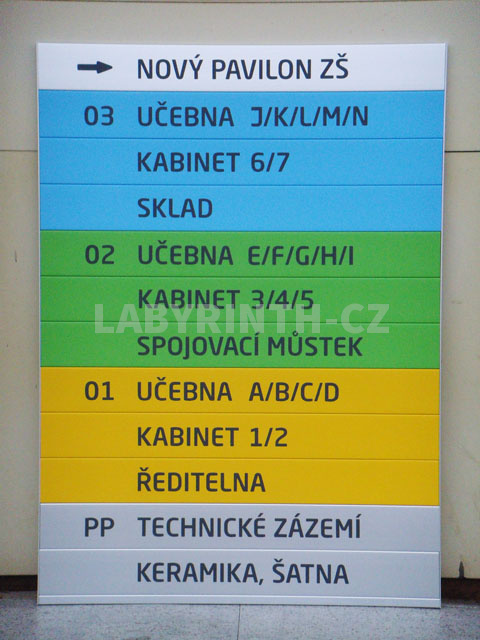 → NOVÝ PAVILON ZŠ
03 UČEBNA J/K/L/M/N
KABINET 6/7
SKLAD
02 UČEBNA E/F/G/H/I
KABINET 3/4/5
LABYRINTH-CZ
SPOJOVACÍ MŮSTEK
01 UČEBNA A/B/C/D
KABINET 1/2
ŘEDITELNA
PP TECHNICKÉ ZÁZEMÍ
KERAMIKA, ŠATNA